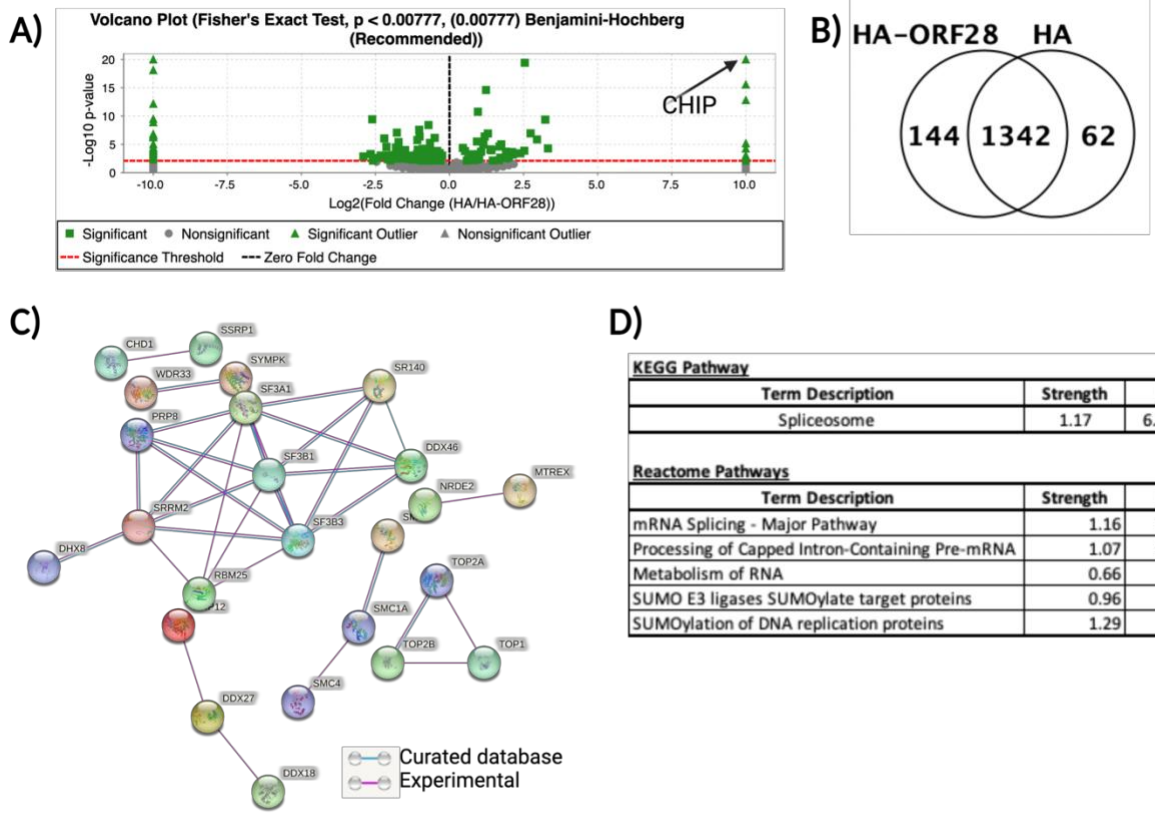 A)
Volcano Plot (Fisher's Exact Test, p < 0.00777, (0.00777) Benjamini-Hochberg
(Recommended))
-Log10 p-value
20
15
10
5
0
CHIP
-10.0 -7.5 -5.0 -2.5 0.0 2.5 5.0 7.5 10.0
Log2(Fold Change (HA/HA-ORF28))
Significant Nonsignificant Significant Outlier Nonsignificant Outlier
Significance Threshold Zero Fold Change
B)
HA-ORF28 HA
144 1342 62
C)
SSRP1
CHD1
SYMPK
WDR33
SR140
SF3A1
PRP8
SF3B1
DDX46
MTREX
NRDE2
SRRM2
SF3B3
DHX8
TOP2A
RBM25
P12
SMC1A
TOP2B
TOP1
SMC4
DDX27
DDX18
Curated database
Experimental
D)
KEGG Pathway
Term Description Strength
Spliceosome 1.17 6.
Reactome Pathways
Term Description Strength
mRNA Splicing - Major Pathway 1.16
Processing of Capped Intron-Containing Pre-mRNA 1.07
Metabolism of RNA 0.66
SUMO E3 ligases SUMOylate target proteins 0.96
SUMOylation of DNA replication proteins 1.29